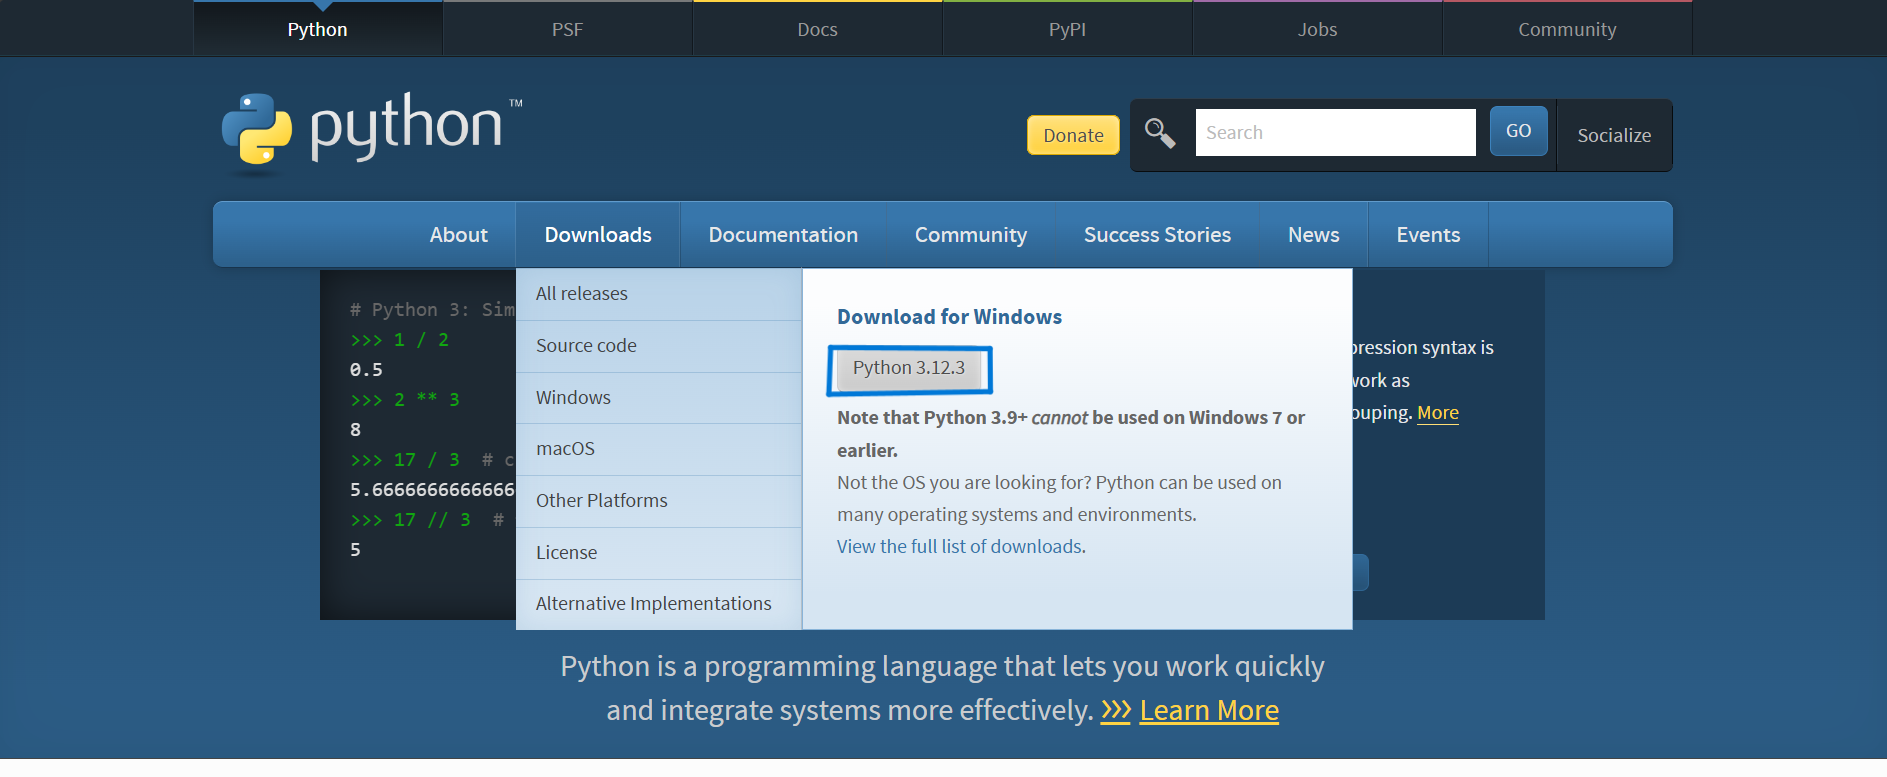 Python PSF Docs PyPI Jobs Community
python TM
Donate Search GO Socialize
About Downloads Documentation Community Success Stories News Events
All releases
Source code
Windows
macOS
Other Platforms
License
Alternative Implementations
Download for Windows
Python 3.12.3
Note that Python 3.9+ cannot be used on Windows 7 or
earlier.
Not the OS you are looking for? Python can be used on
many operating systems and environments.
View the full list of downloads.
# Python 3: Sim
>>> 1 / 2
0.5
>>> 2 ** 3
8
>>> 17 / 3 # c
5.6666666666666
>>> 17 // 3 #
5
pression syntax is
work as
ouping. More
Python is a programming language that lets you work quickly
and integrate systems more effectively. >>> Learn More